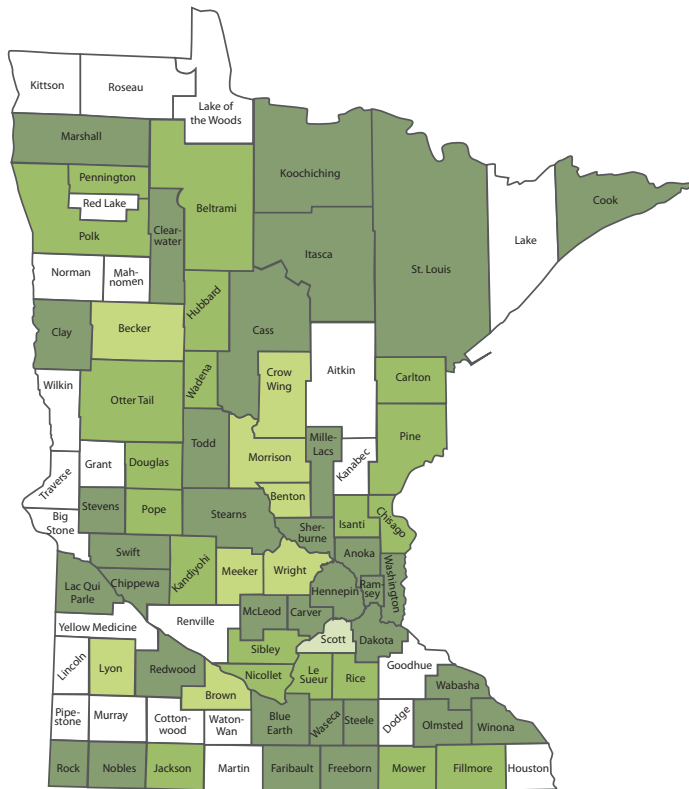 Kittson
Roseau
Lake of
the Woods
Marshall
Koochiching
Pennington
Red Lake
Beltrami
Cook
Polk
Clear-
water
Itasca
Lake
St. Louis
Norman
Mah-
nomen
Hubbard
Clay
Becker
Cass
Wilkin
Otter Tail
Wadena
Crow
Wing
Aitkin
Carlton
Pine
Todd
Mille-
Lacs
Kanabec
Grant
Douglas
Morrison
Traverse
Benton
Stevens
Pope
Stearns
Big
Stone
Sher-
burne
Isanti
Chisago
Swift
Kandiyohi
Meeker
Wright
Anoka
Washington
Lac Qui
Parle
Chippewa
Hennepin
Ram-
sey
McLeod
Carver
Yellow Medicine
Renville
Scott
Dakota
Sibley
Lincoln
Lyon
Redwood
Nicollet
Le
Sueur
Rice
Goodhue
Wabasha
Brown
Pipe-
stone
Murray
Cotton-
wood
Waton-
Wan
Blue
Earth
Waseca
Steele
Dodge
Olmsted
Winona
Rock
Nobles
Jackson
Martin
Faribault
Freeborn
Mower
Fillmore
Houston